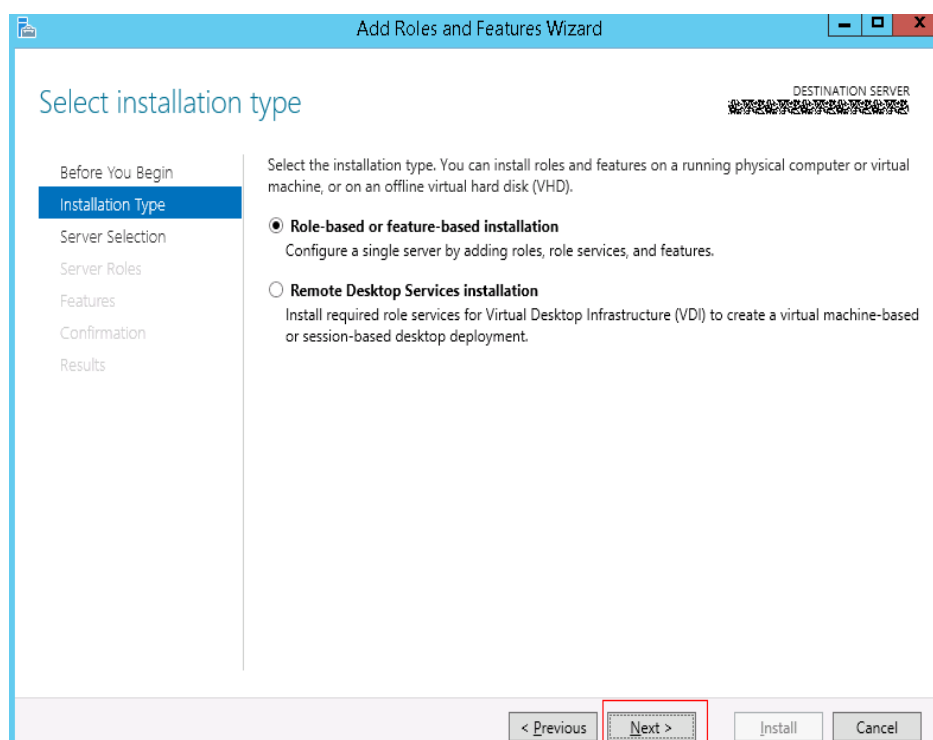 Add Roles and Features Wizard
Select installation type
DESTINATION SERVER
Before You Begin
Installation Type
Server Selection
Server Roles
Features
Confirmation
Results
Select the installation type. You can install roles and features on a running physical computer or virtual
machine, or on an offline virtual hard disk (VHD).
Role-based or feature-based installation
Configure a single server by adding roles, role services, and features.
Remote Desktop Services installation
Install required role services for Virtual Desktop Infrastructure (VDI) to create a virtual machine-based
or session-based desktop deployment.
< Previous Next > Install Cancel